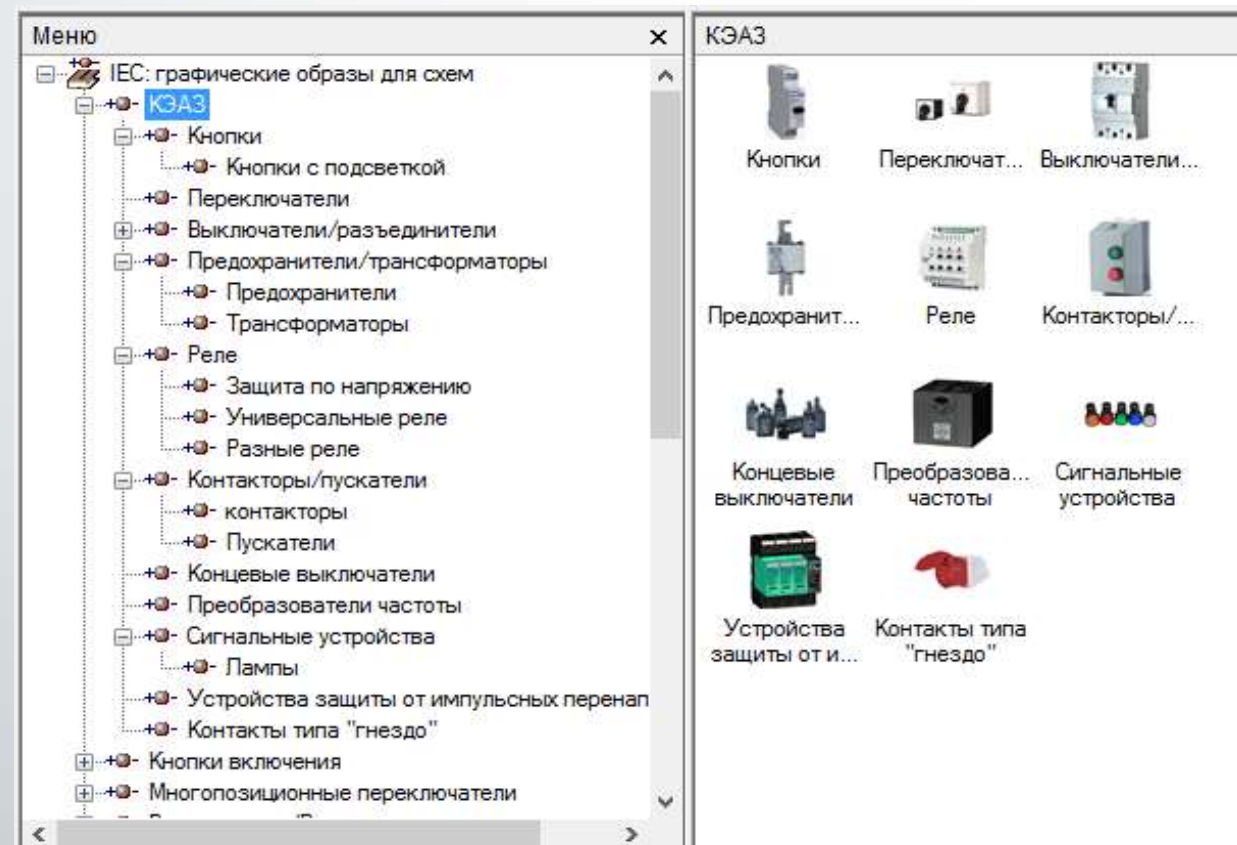 Меню
IEC: графические образы для схем
КЭАЗ
Кнопки
Кнопки с подсветкой
Переключатели
Выключатели/разъединители
Предохранители/трансформаторы
Предохранители
Трансформаторы
Реле
Защита по напряжению
Универсальные реле
Разные реле
Контакторы/пускатели
контакторы
Пускатели
Концевые выключатели
Преобразователи частоты
Сигнальные устройства
Лампы
Устройства защиты от импульсных перенап
Контакты типа "гнездо"
Кнопки включения
Многопозиционные переключатели
КЭАЗ
Кнопки Переключат... Выключатели...
Предохранит... Реле Контакторы/...
Концевые Преобразова... Сигнальные
выключатели частоты устройства
Устройства Контакты типа
защиты от и... "гнездо"